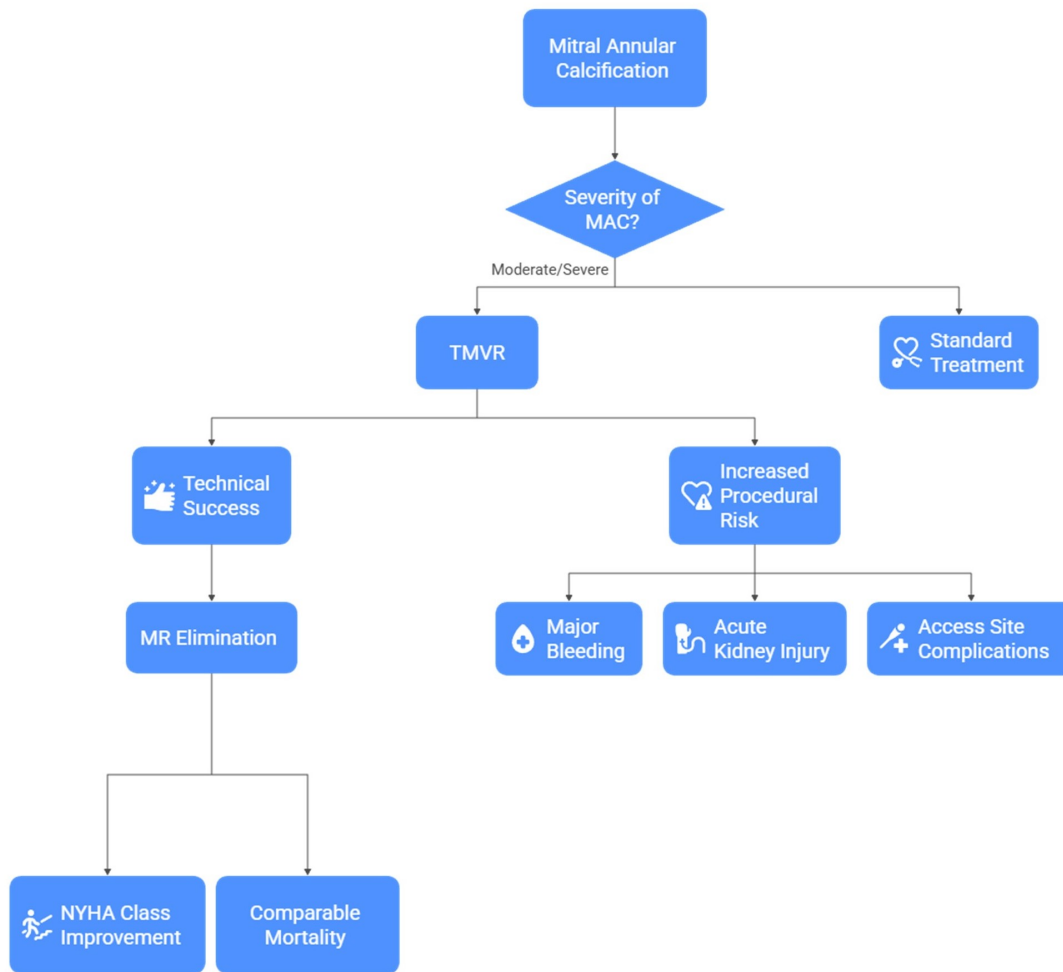 Mitral Annular
Calcification
Severity of
MAC?
Moderate/Severe
TMVR
Standard
Treatment
Technical
Success
Increased
Procedural
Risk
MR Elimination
Major
Bleeding
Acute
Kidney Injury
Access Site
Complications
NYHA Class
Improvement
Comparable
Mortality